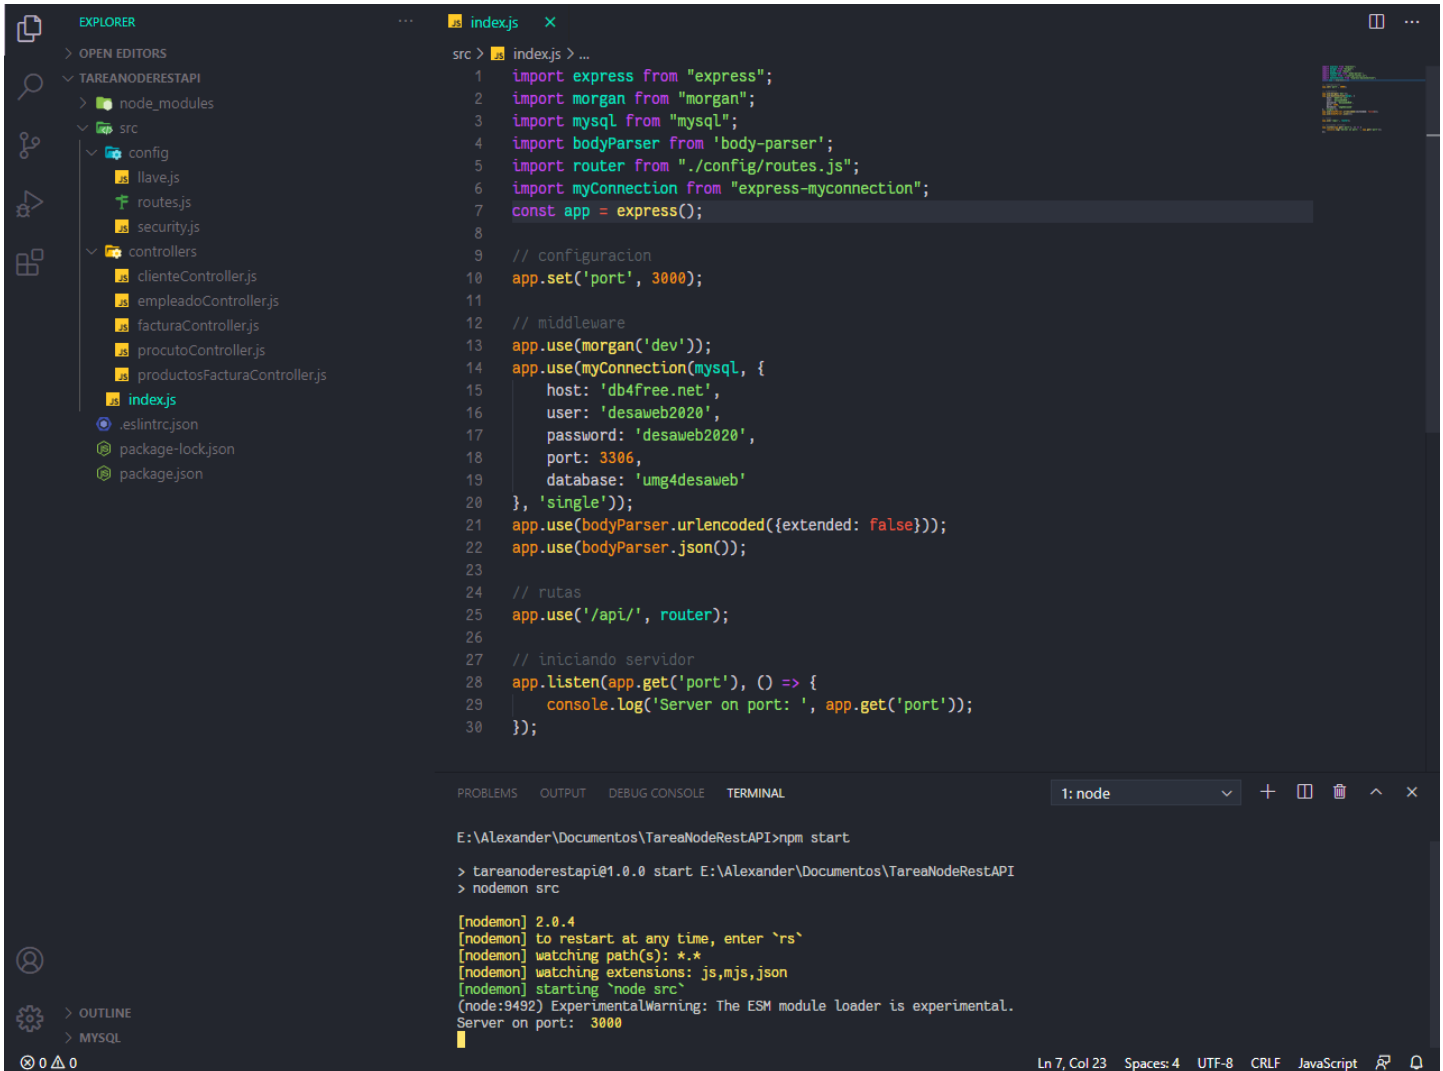 EXPLORER
OPEN EDITORS
TAREANODERESTAPI
node_modules
src
config
llave.js
routes.js
security.js
controllers
clienteController.js
empleadoController.js
facturaController.js
procutoController.js
productosFacturaController.js
index.js
.eslintrc.json
package-lock.json
package.json
OUTLINE
MYSQL
JS index.js
src > JS index.js > ...
1 import express from "express";
2 import morgan from "morgan";
3 import mysql from "mysql";
4 import bodyParser from 'body-parser';
5 import router from "./config/routes.js";
6 import myConnection from "express-myconnection";
7 const app = express();
8
9 // configuracion
10 app.set('port', 3000);
11
12 // middleware
13 app.use(morgan('dev'));
14 app.use(myConnection(mysql, {
15 host: 'db4free.net',
16 user: 'desaweb2020',
17 password: 'desaweb2020',
18 port: 3306,
19 database: 'umg4desaweb'
20 }, 'single'));
21 app.use(bodyParser.urlencoded({extended: false}));
22 app.use(bodyParser.json());
23
24 // rutas
25 app.use('/api/', router);
26
27 // iniciando servidor
28 app.listen(app.get('port'), () => {
29 console.log('Server on port: ', app.get('port'));
30 });
PROBLEMS OUTPUT DEBUG CONSOLE TERMINAL 1: node
E:\Alexander\Documentos\TareaNodeRestAPI>npm start
> tareanoderestapi@1.0.0 start E:\Alexander\Documentos\TareaNodeRestAPI
> nodemon src
[nodemon] 2.0.4
[nodemon] to restart at any time, enter `rs`
[nodemon] watching path(s): *.*
[nodemon] watching extensions: js,mjs,json
[nodemon] starting `node src`
(node:9492) ExperimentalWarning: The ESM module loader is experimental.
Server on port:  3000
0 0 Ln 7, Col 23 Spaces: 4 UTF-8 CRLF JavaScript